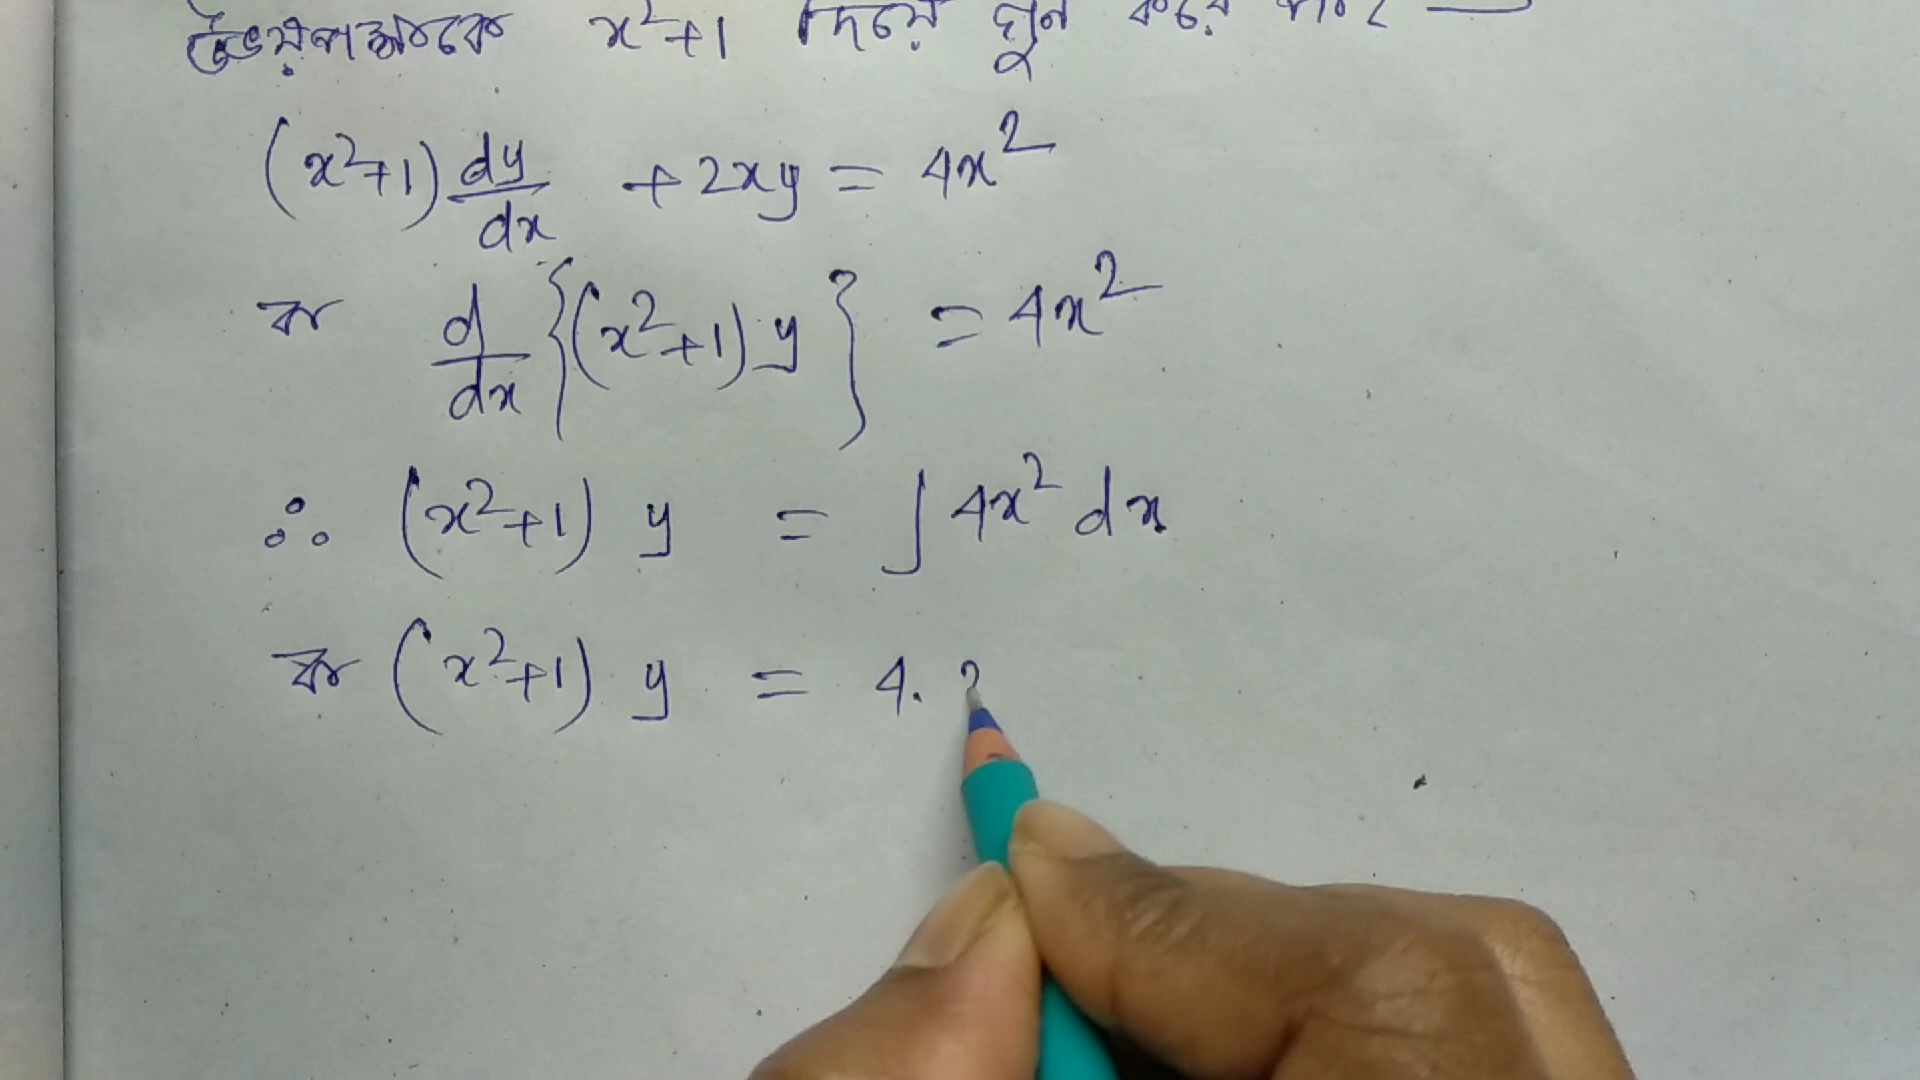 উভয়পক্ষকে x²+1 দিয়ে গুন করে পাই
(x²+1) dy/dx + 2xy = 4x²
বা d/dx {(x²+1) y} = 4x²
∴ (x²+1) y = ∫ 4x² dx
বা (x²+1) y = 4.